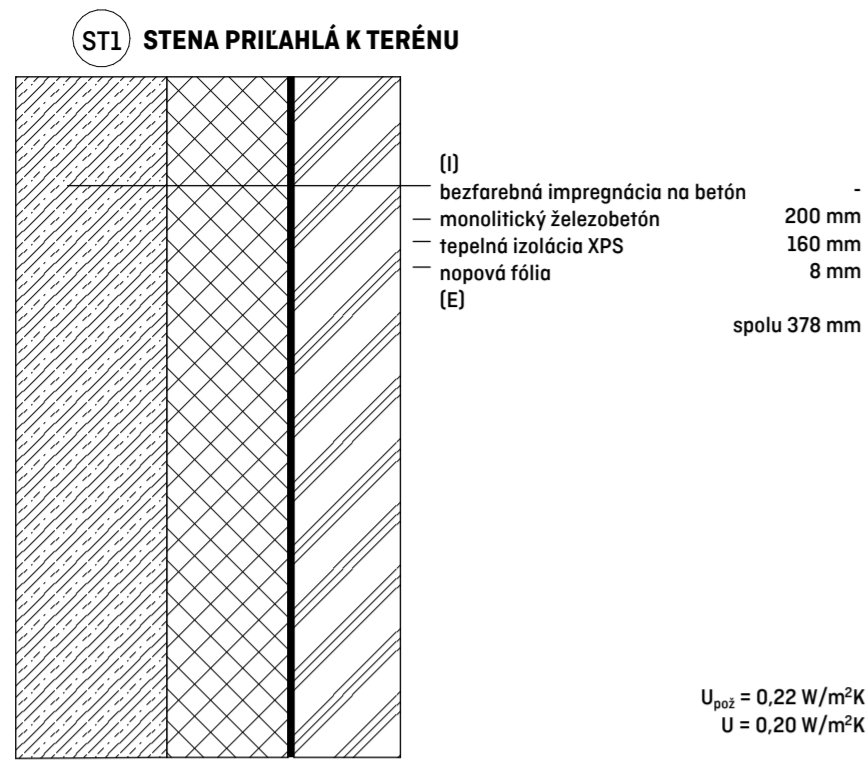 ST1 STENA PRIĽAHLÁ K TERÉNU
(I)
bezfarebná impregnácia na betón -
monolitický železobetón 200 mm
tepelná izolácia XPS 160 mm
nopová fólia 8 mm
(E)
spolu 378 mm
Upož = 0,22 W/m²K
U = 0,20 W/m²K